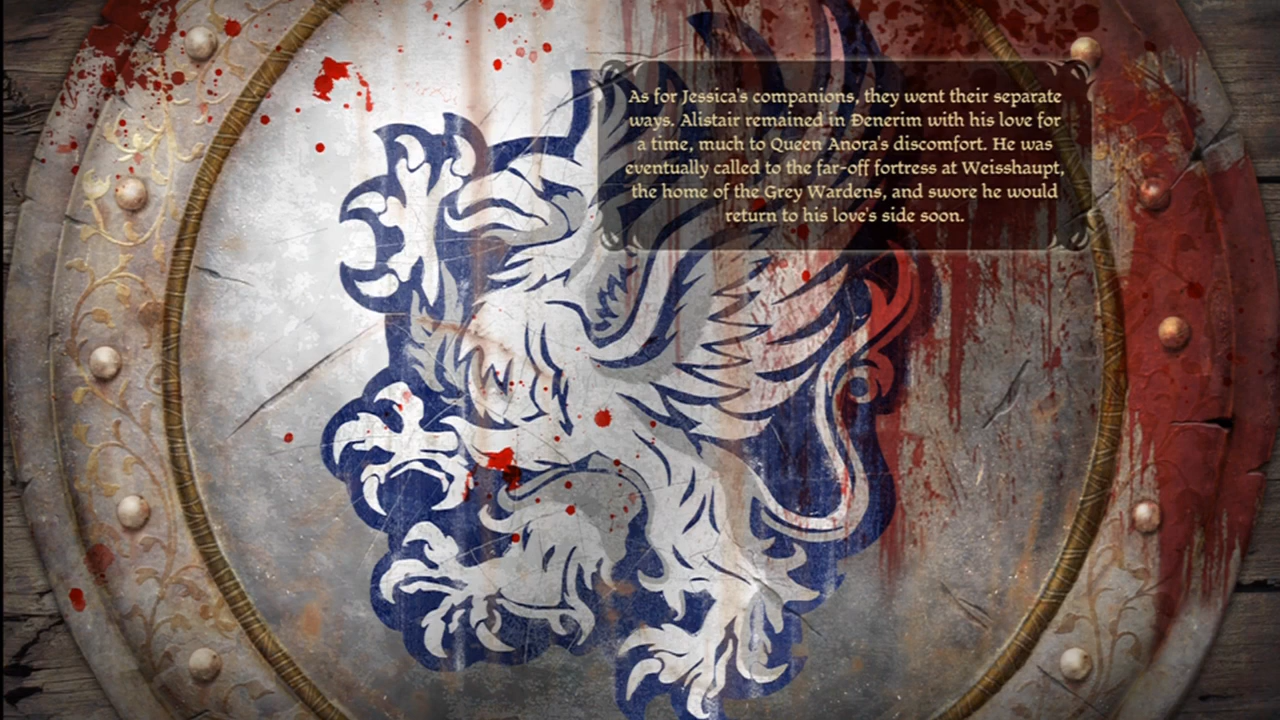 As for Jessica's companions, they went their separate
ways. Alistair remained in Denerim with his love for
a time, much to Queen Anora's discomfort. He was
eventually called to the far-off fortress at Weisshaupt,
the home of the Grey Wardens, and swore he would
return to his love's side soon.